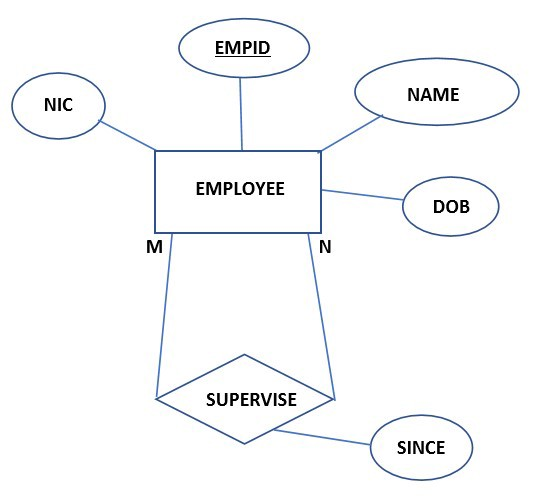 EMPID
NIC
NAME
EMPLOYEE
DOB
M
N
SUPERVISE
SINCE